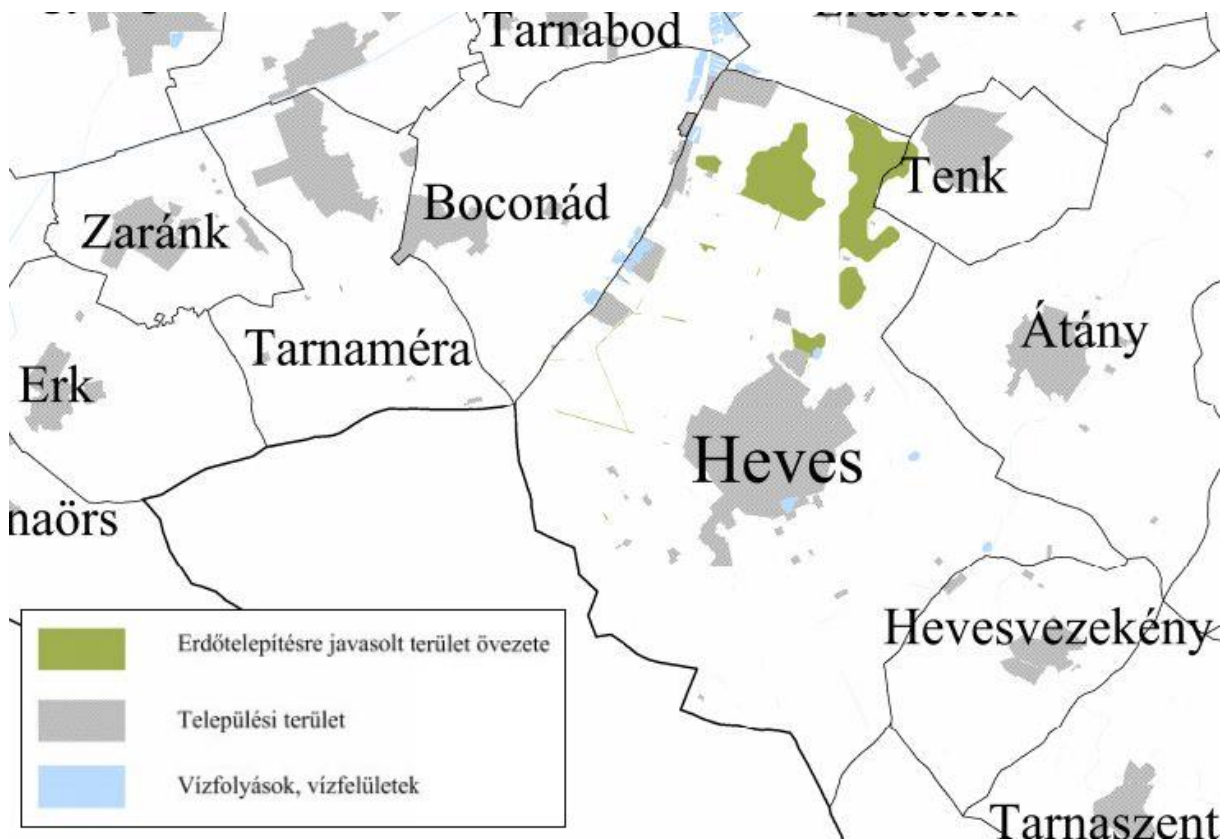 Tarnabod
Erdőtelek
Tenk
Boconád
Zaránk
Átány
Tarnaméra
Erk
Heves
naörs
Hevesvezekény
Erdőtelepítésre javasolt terület övezete
Települési terület
Vízfolyások, vízfelületek
Tarnaszent